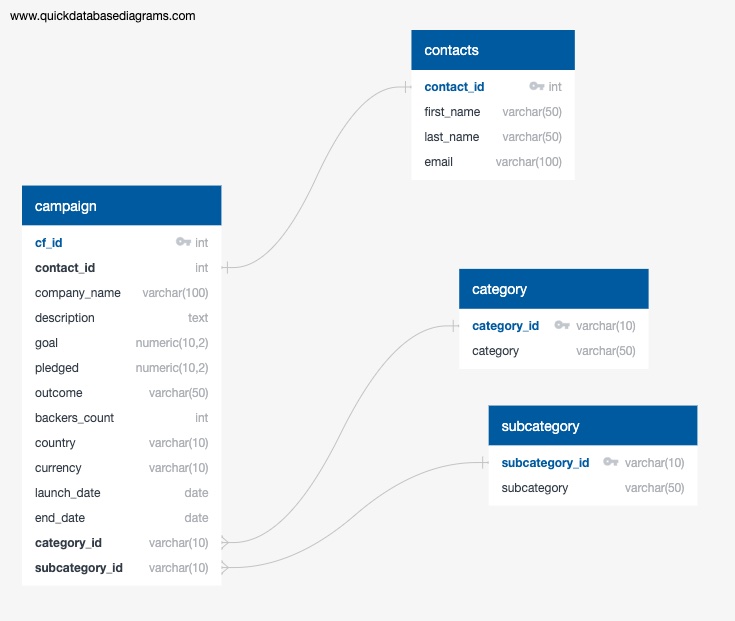 www.quickdatabasediagrams.com
contacts
contact_id int
first_name varchar(50)
last_name varchar(50)
email varchar(100)
campaign
cf_id int
contact_id int
company_name varchar(100)
description text
goal numeric(10,2)
pledged numeric(10,2)
outcome varchar(50)
backers_count int
country varchar(10)
currency varchar(10)
launch_date date
end_date date
category_id varchar(10)
subcategory_id varchar(10)
category
category_id varchar(10)
category varchar(50)
subcategory
subcategory_id varchar(10)
subcategory varchar(50)